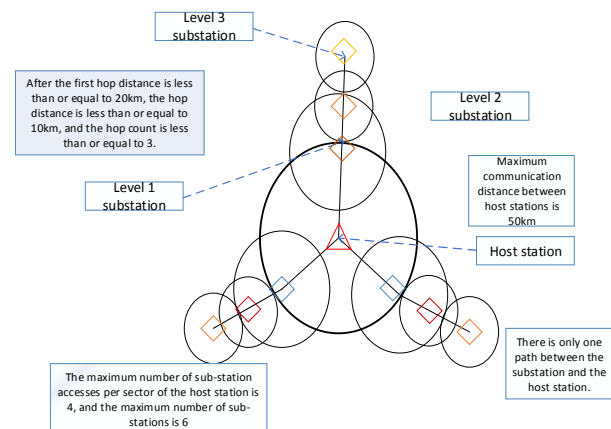 Level 3
substation
After the first hop distance is less
than or equal to 20km, the hop
distance is less than or equal to
10km, and the hop count is less
than or equal to 3.
Level 2
substation
Level 1
substation
Maximum
communication
distance between
host stations is
50km
Host station
There is only one
path between the
substation and the
host station.
The maximum number of sub-station
accesses per sector of the host station is
4, and the maximum number of sub-
stations is 6